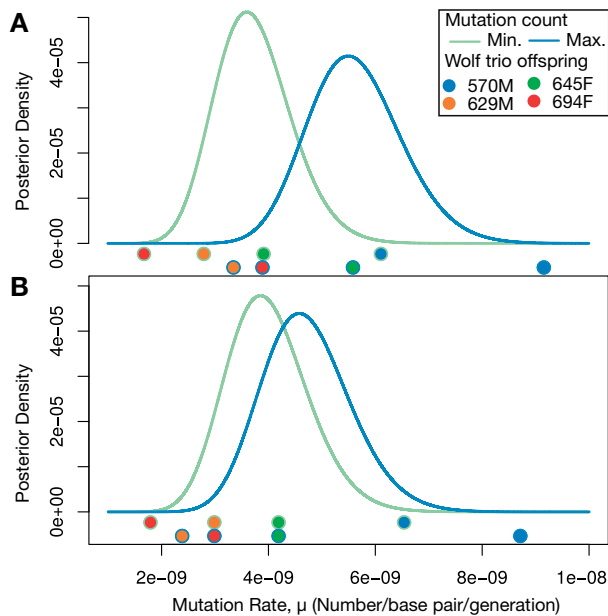 A
Mutation count
Min. Max.
Wolf trio offspring
570M 645F
629M 694F
Posterior Density
0e+00 2e-05 4e-05
B
Posterior Density
0e+00 2e-05 4e-05
2e-09 4e-09 6e-09 8e-09 1e-08
Mutation Rate, μ (Number/base pair/generation)